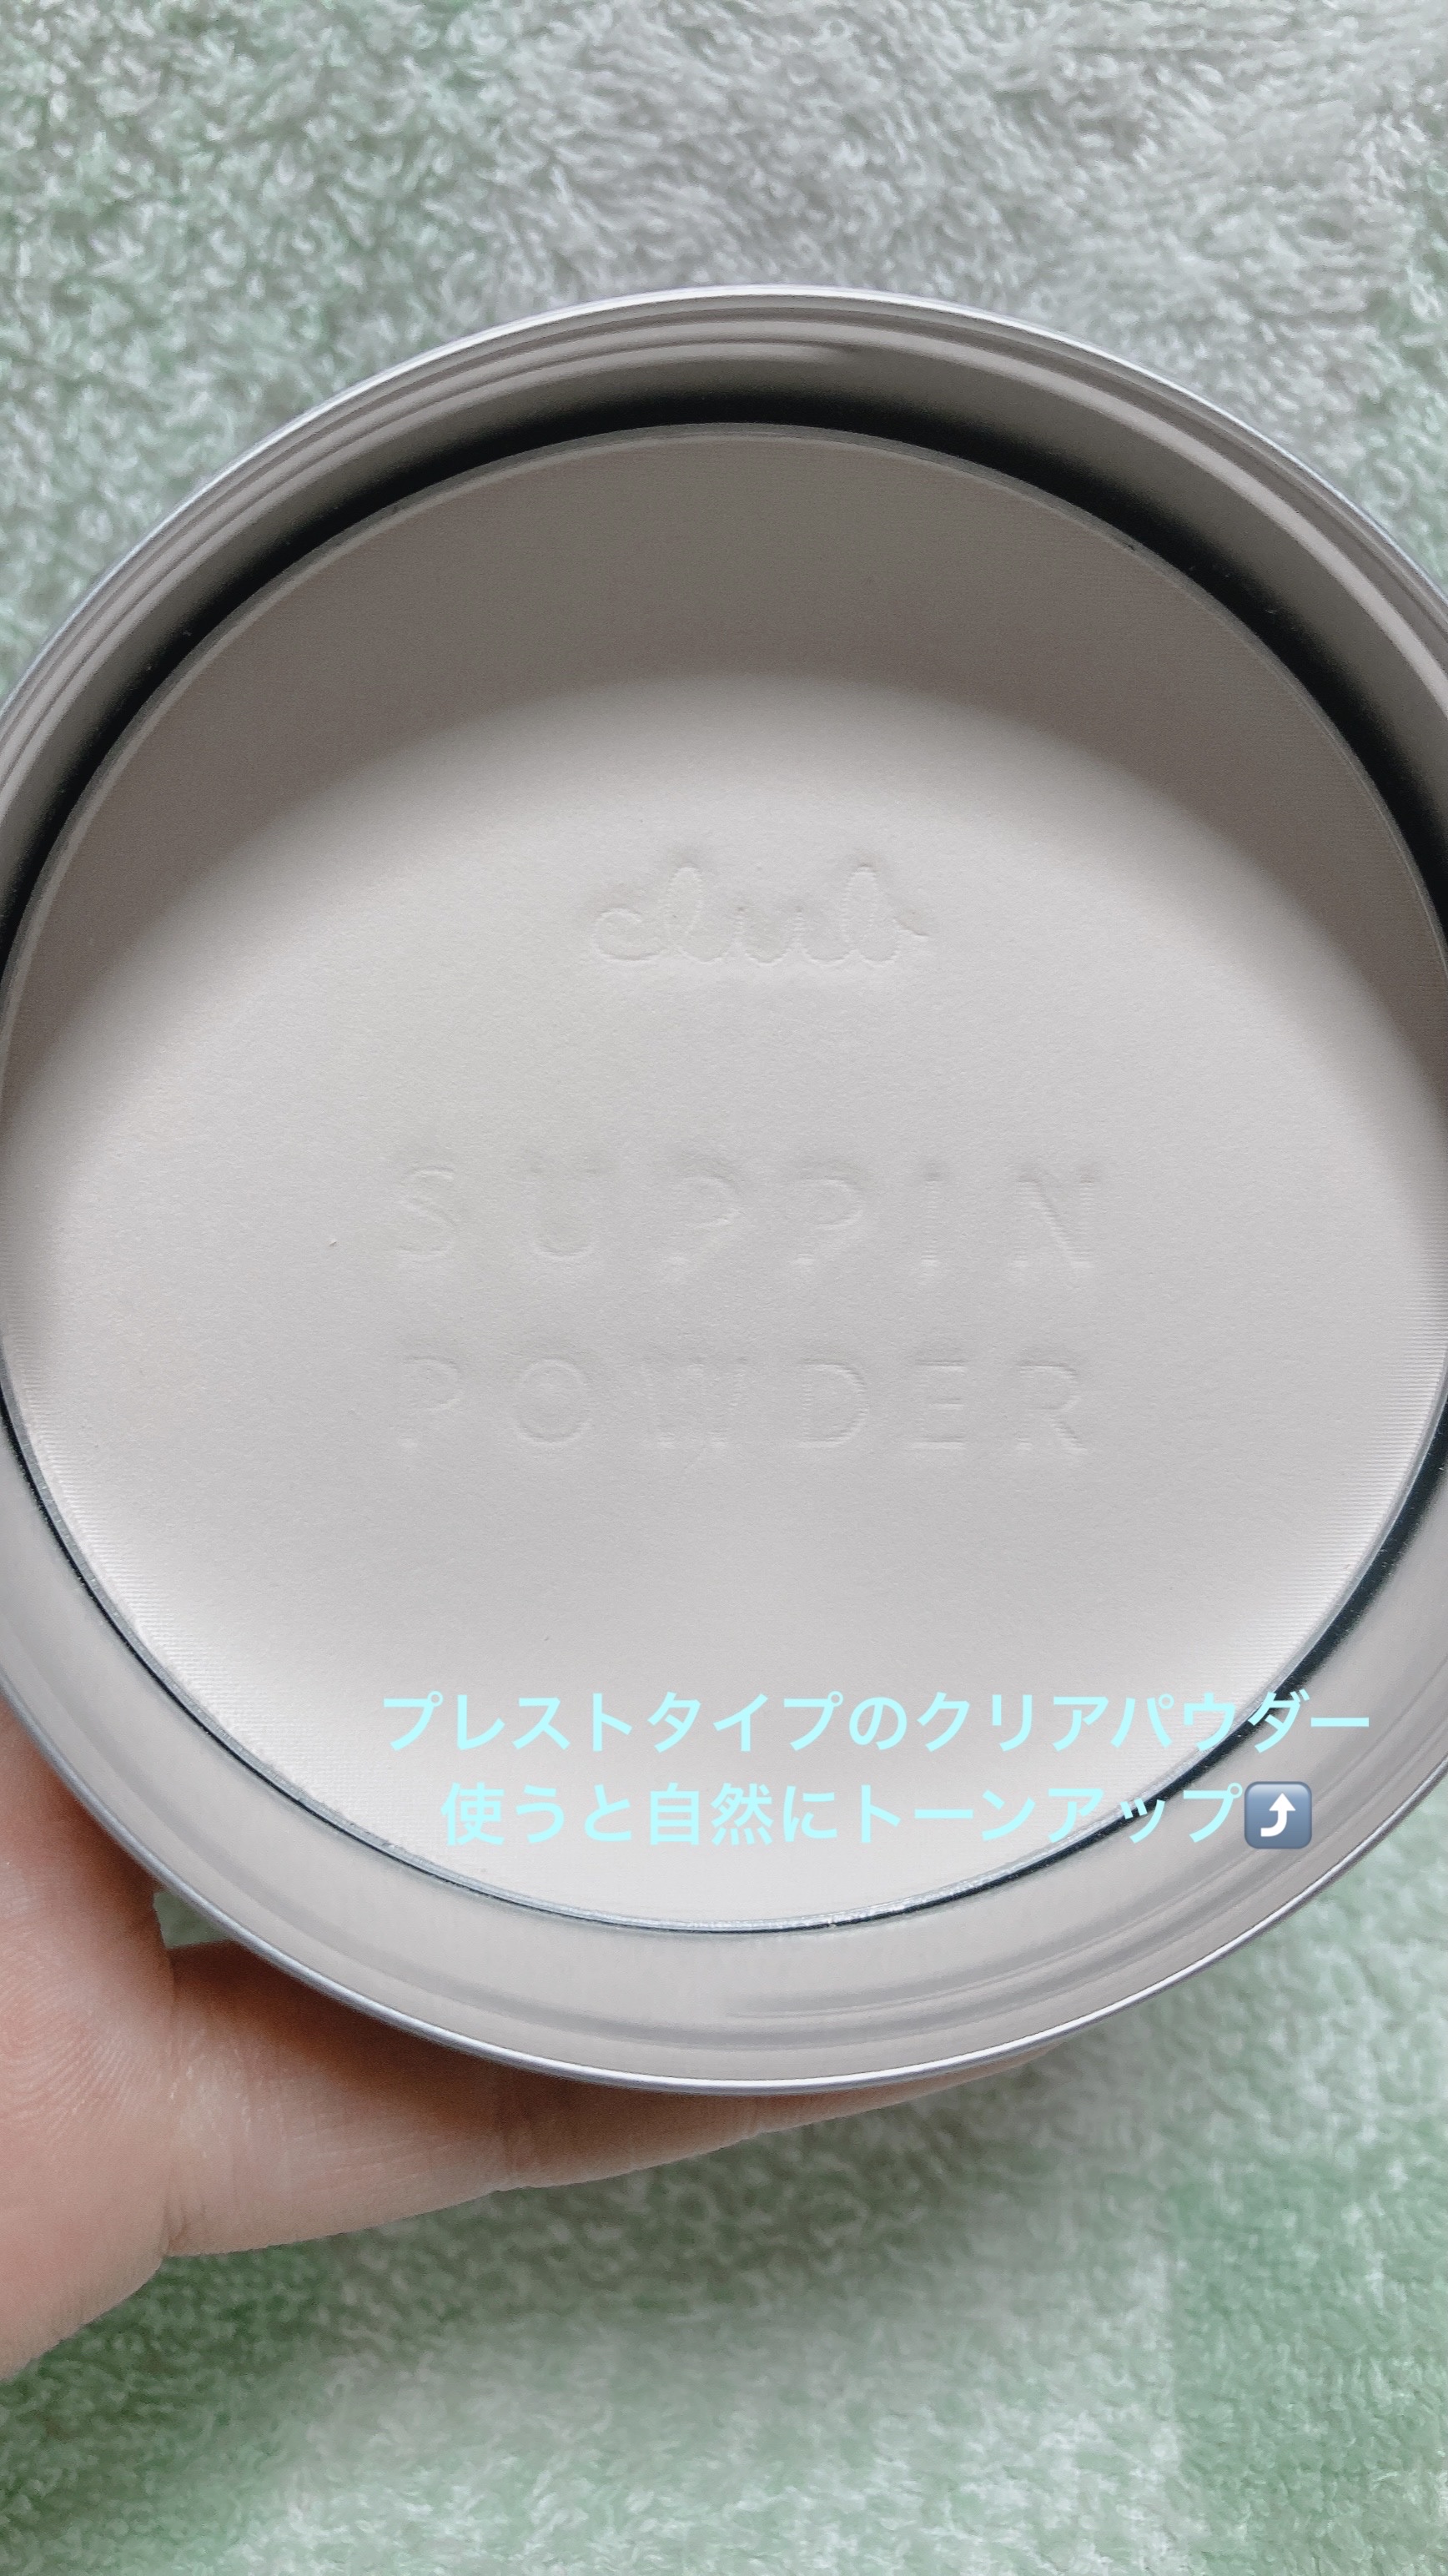 club
SUPPIN
POWDER
プレストタイプのクリアパウダー
使うと自然にトーンアップ⤴️